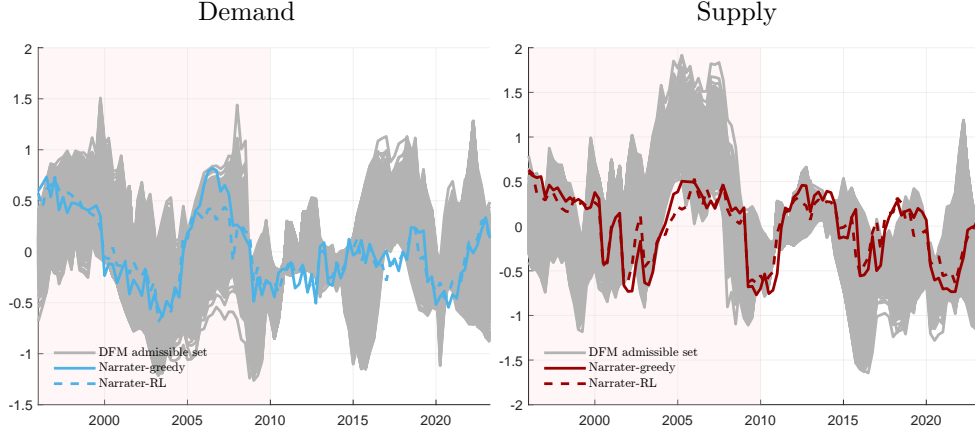 Demand
2
1.5
1
0.5
0
-0.5
-1
-1.5
DFM admissible set
Narrater-greedy
Narrater-RL
2000 2005 2010 2015 2020
Supply
2
1.5
1
0.5
0
-0.5
-1
-1.5
-2
DFM admissible set
Narrater-greedy
Narrater-RL
2000 2005 2010 2015 2020